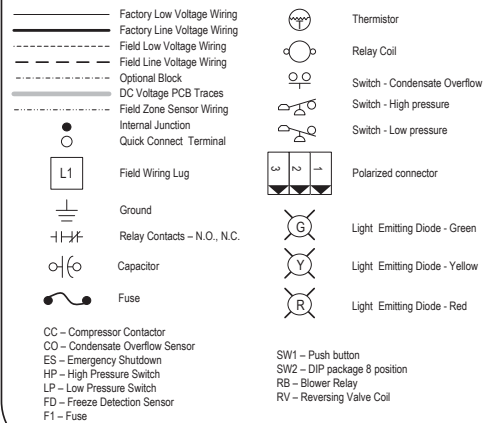 Factory Low Voltage Wiring
Factory Line Voltage Wiring
Field Low Voltage Wiring
Field Line Voltage Wiring
Optional Block
DC Voltage PCB Traces
Field Zone Sensor Wiring
Internal Junction
Quick Connect Terminal
L1 Field Wiring Lug
Ground
Relay Contacts – N.O., N.C.
Capacitor
Fuse
Thermistor
Relay Coil
Switch - Condensate Overflow
Switch - High pressure
Switch - Low pressure
3 2 1 Polarized connector
G Light Emitting Diode - Green
Y Light Emitting Diode - Yellow
R Light Emitting Diode - Red
CC – Compressor Contactor
CO – Condensate Overflow Sensor
ES – Emergency Shutdown
HP – High Pressure Switch
LP – Low Pressure Switch
FD – Freeze Detection Sensor
F1 – Fuse
SW1 – Push button
SW2 – DIP package 8 position
RB – Blower Relay
RV – Reversing Valve Coil